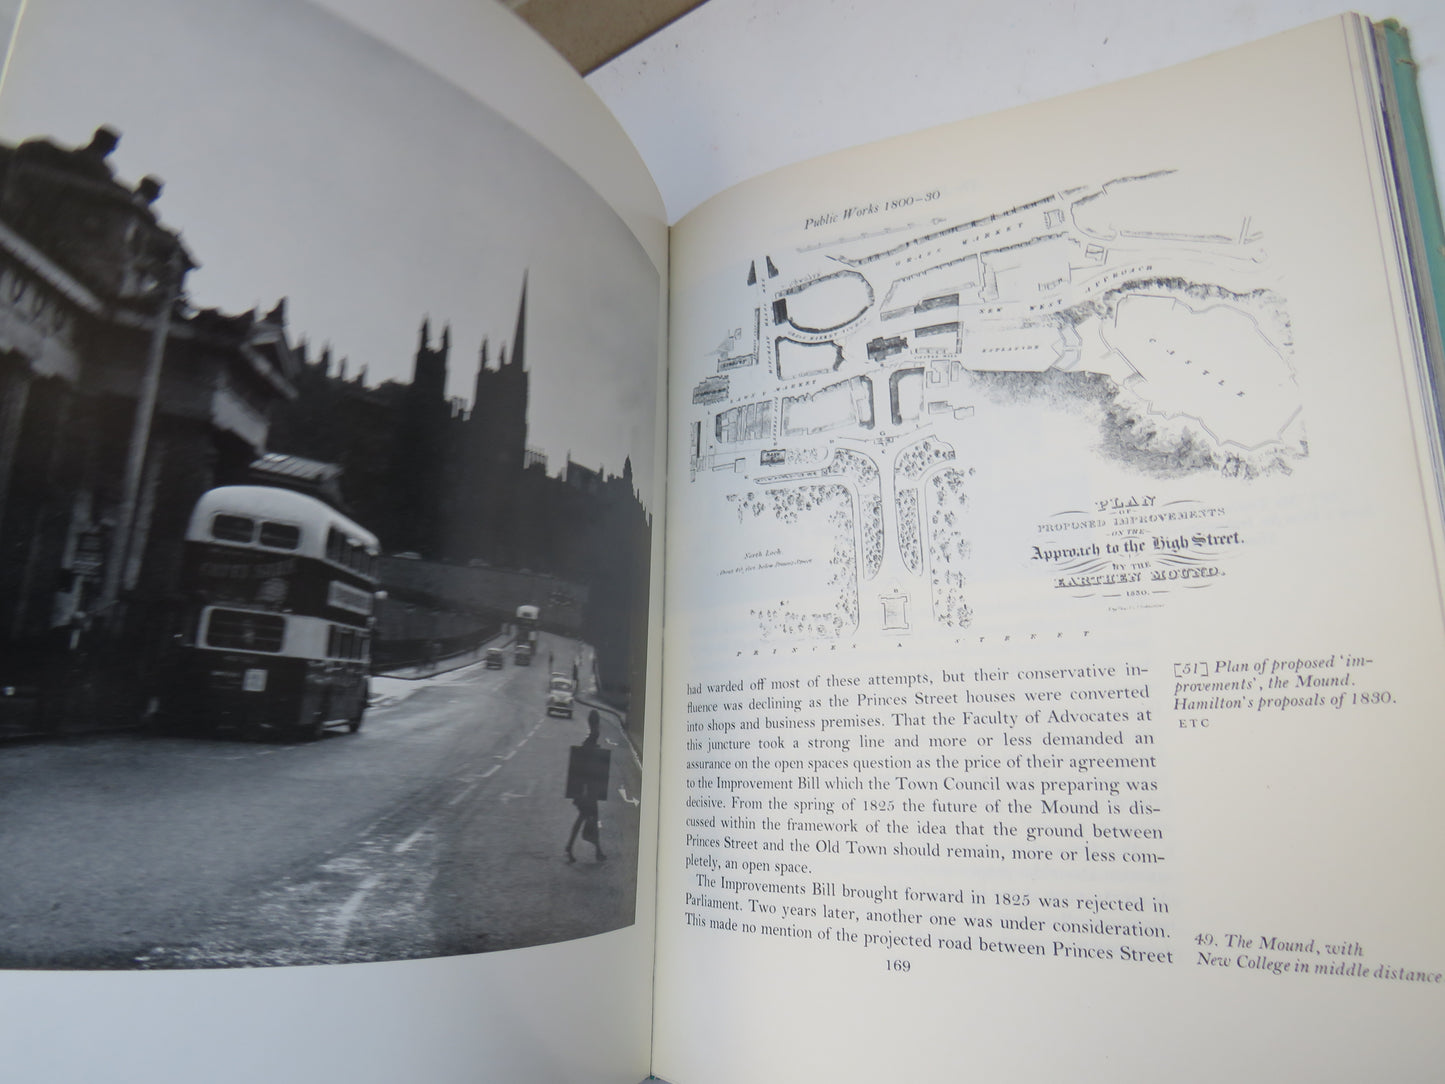 Public Works 1800–30
GRASS MARKET
NEW WEST APPROACH
ESPLANADE
CASTLE
LAWN MARKET
North Loch.
About 40 feet below Princes Street
PRINCES STREET
PLAN
OF
PROPOSED IMPROVEMENTS
ON THE
Approach to the High Street.
BY THE
EARTHEN MOUND.
1830.
had warded off most of these attempts, but their conservative in-
fluence was declining as the Princes Street houses were converted
into shops and business premises. That the Faculty of Advocates at
this juncture took a strong line and more or less demanded an
assurance on the open spaces question as the price of their agreement
to the Improvement Bill which the Town Council was preparing was
decisive. From the spring of 1825 the future of the Mound is dis-
cussed within the framework of the idea that the ground between
Princes Street and the Old Town should remain, more or less com-
pletely, an open space.
The Improvements Bill brought forward in 1825 was rejected in
Parliament. Two years later, another one was under consideration.
This made no mention of the projected road between Princes Street
169
[51] Plan of proposed 'im-
provements', the Mound.
Hamilton's proposals of 1830.
ETC
49. The Mound, with
New College in middle distance